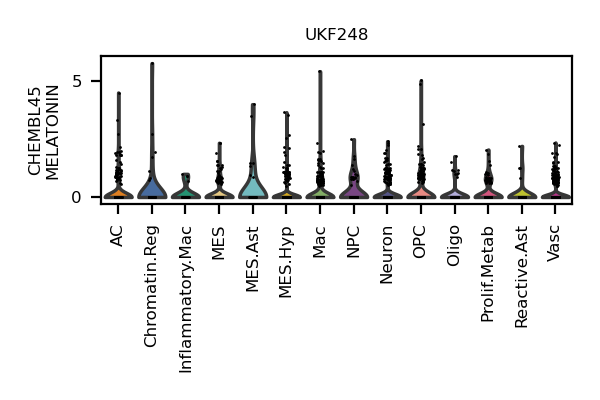 UKF248
CHEMBL45
MELATONIN
5
0
AC
Chromatin.Reg
Inflammatory.Mac
MES
MES.Ast
MES.Hyp
Mac
NPC
Neuron
OPC
Oligo
Prolif.Metab
Reactive.Ast
Vasc